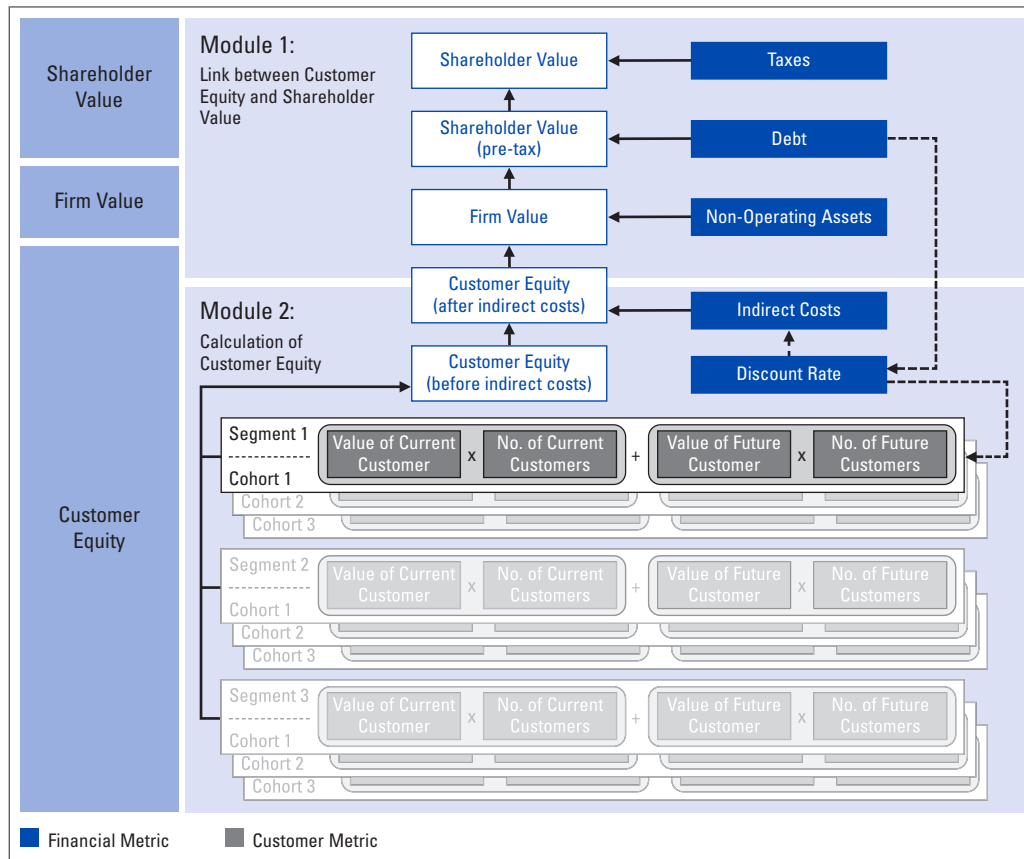 Shareholder
Value
Firm Value
Customer
Equity
Module 1:
Link between Customer
Equity and Shareholder
Value
Shareholder Value
Taxes
Shareholder Value
(pre-tax)
Debt
Firm Value
Non-Operating Assets
Customer Equity
(after indirect costs)
Indirect Costs
Module 2:
Calculation of
Customer Equity
Customer Equity
(before indirect costs)
Discount Rate
Segment 1
Cohort 1
Value of Current
Customer
x
No. of Current
Customers
+
Value of Future
Customer
x
No. of Future
Customers
Cohort 2
Cohort 3
Segment 2
Cohort 1
Value of Current
Customer
x
No. of Current
Customers
+
Value of Future
Customer
x
No. of Future
Customers
Cohort 2
Cohort 3
Segment 3
Cohort 1
Value of Current
Customer
x
No. of Current
Customers
+
Value of Future
Customer
x
No. of Future
Customers
Cohort 2
Cohort 3
Financial Metric
Customer Metric